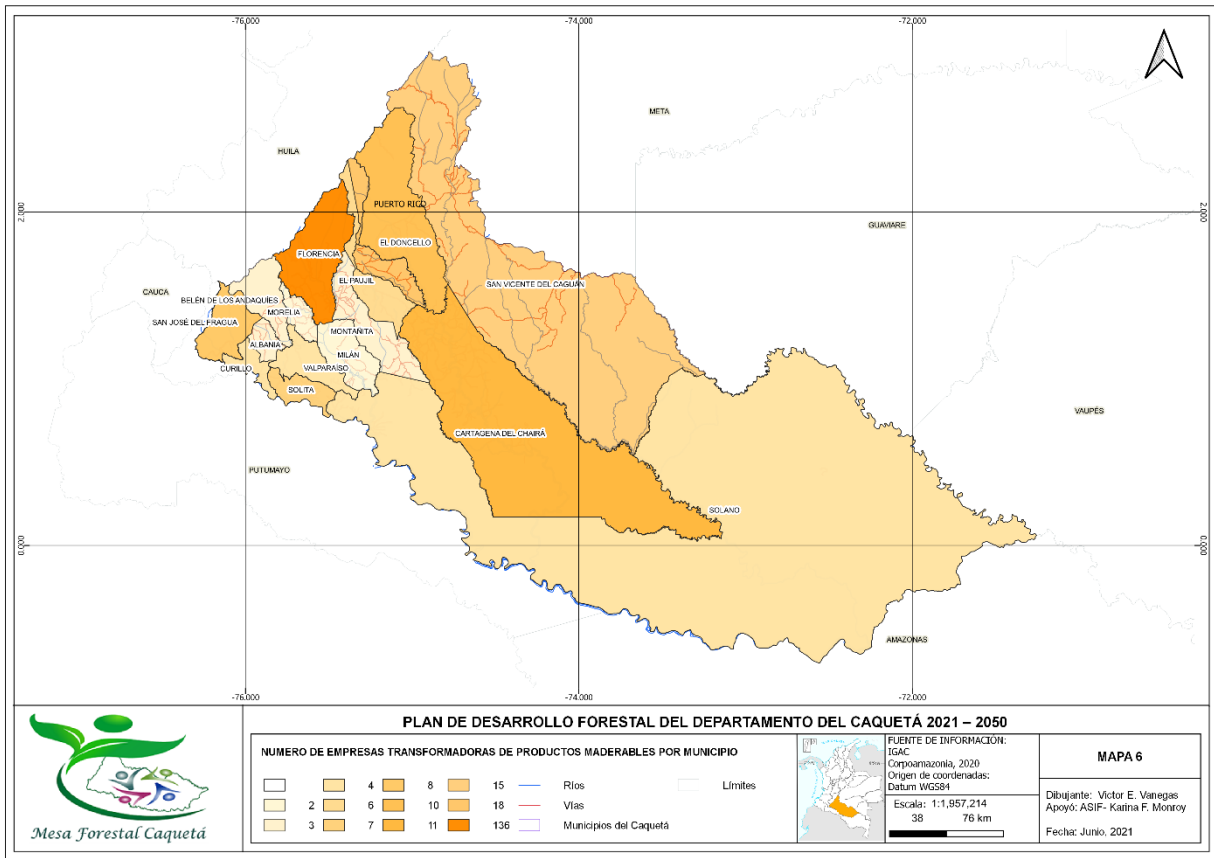 -76.000 -74.000 -72.000
META
HUILA
2.000 PUERTO RICO 2.000
GUAVIARE
EL DONCELLO
FLORENCIA
EL PAUJIL
SAN VICENTE DEL CAGUÁN
CAUCA
BELÉN DE LOS ANDAQUÍES
MORELIA
SAN JOSÉ DEL FRAGUA
MONTAÑITA
ALBANIA
MILÁN
CURILLO
VALPARAÍSO
SOLITA
VAUPÉS
CARTAGENA DEL CHAIRÁ
PUTUMAYO
SOLANO
0.000 0.000
AMAZONAS
-76.000 -74.000 -72.000
PLAN DE DESARROLLO FORESTAL DEL DEPARTAMENTO DEL CAQUETÁ 2021 – 2050
NUMERO DE EMPRESAS TRANSFORMADORAS DE PRODUCTOS MADERABLES POR MUNICIPIO
4 8 15 Ríos Límites
2 6 10 18 Vías
3 7 11 136 Municipios del Caquetá
FUENTE DE INFORMACIÓN:
IGAC
Corpoamazonia, 2020
Origen de coordenadas:
Datum WGS84
Escala: 1:1,957,214
38 76 km
MAPA 6
Dibujante: Victor E. Vanegas
Apoyó: ASIF- Karina F. Monroy
Fecha: Junio, 2021
Mesa Forestal Caquetá